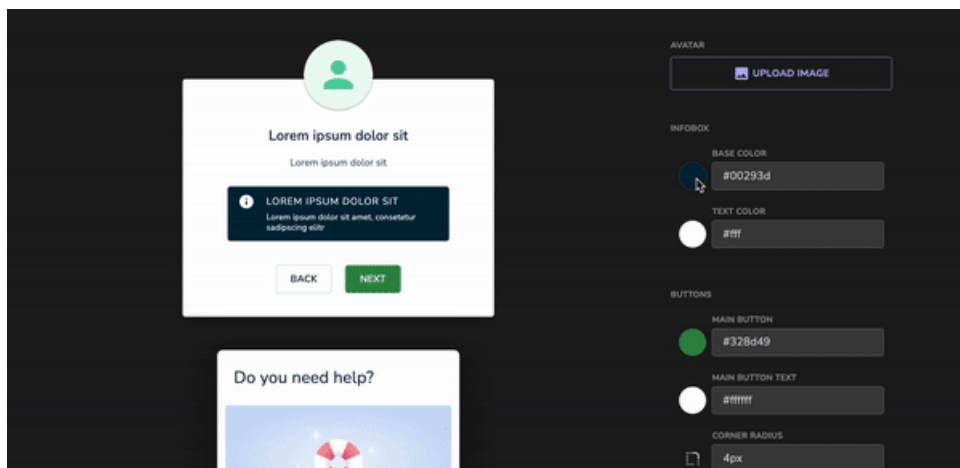 Lorem ipsum dolor sit
Lorem ipsum dolor sit
LOREM IPSUM DOLOR SIT
Lorem ipsum dolor sit amet, consetetur
sadipscing elitr
BACK
NEXT
Do you need help?
AVATAR
UPLOAD IMAGE
INFOBOX
BASE COLOR
#00293d
TEXT COLOR
#fff
BUTTONS
MAIN BUTTON
#328d49
MAIN BUTTON TEXT
#ffffff
CORNER RADIUS
4px